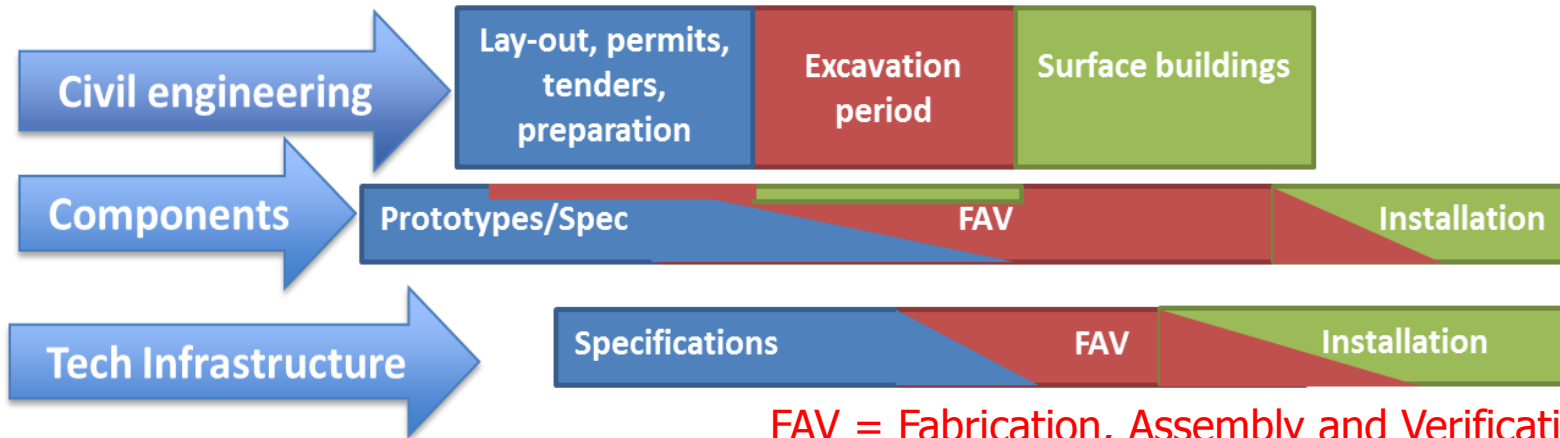 Civil engineering
Lay-out, permits,
tenders,
preparation
Excavation
period
Surface buildings
Components
Prototypes/Spec
FAV
Installation
Tech Infrastructure
Specifications
FAV
Installation
FAV = Fabrication, Assembly and Verificati